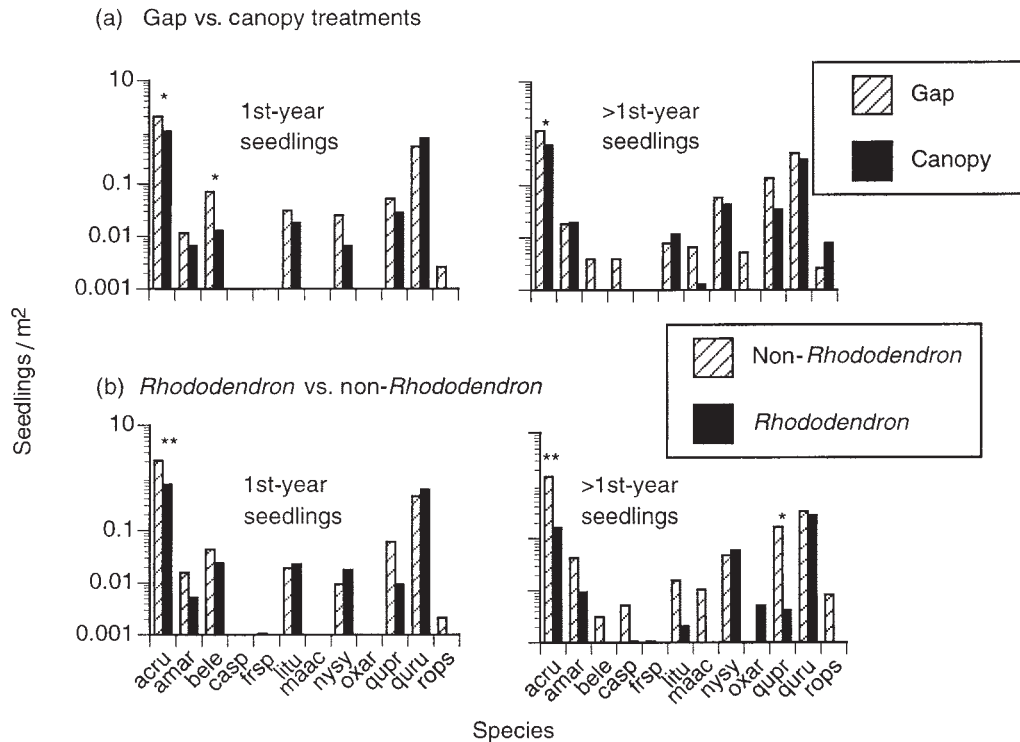 (a) Gap vs. canopy treatments
10
0.1
0.01
0.001
*
*
1st-year
seedlings
*
>1st-year
seedlings
Gap
Canopy
Seedlings / m²
Non-Rhododendron
Rhododendron
(b) Rhododendron vs. non-Rhododendron
10
0.1
0.01
0.001
**
1st-year
seedlings
**
>1st-year
seedlings
*
acru amar bele casp frsp litu maac nysy oxar qupr quru rops
acru amar bele casp frsp litu maac nysy oxar qupr quru rops
Species